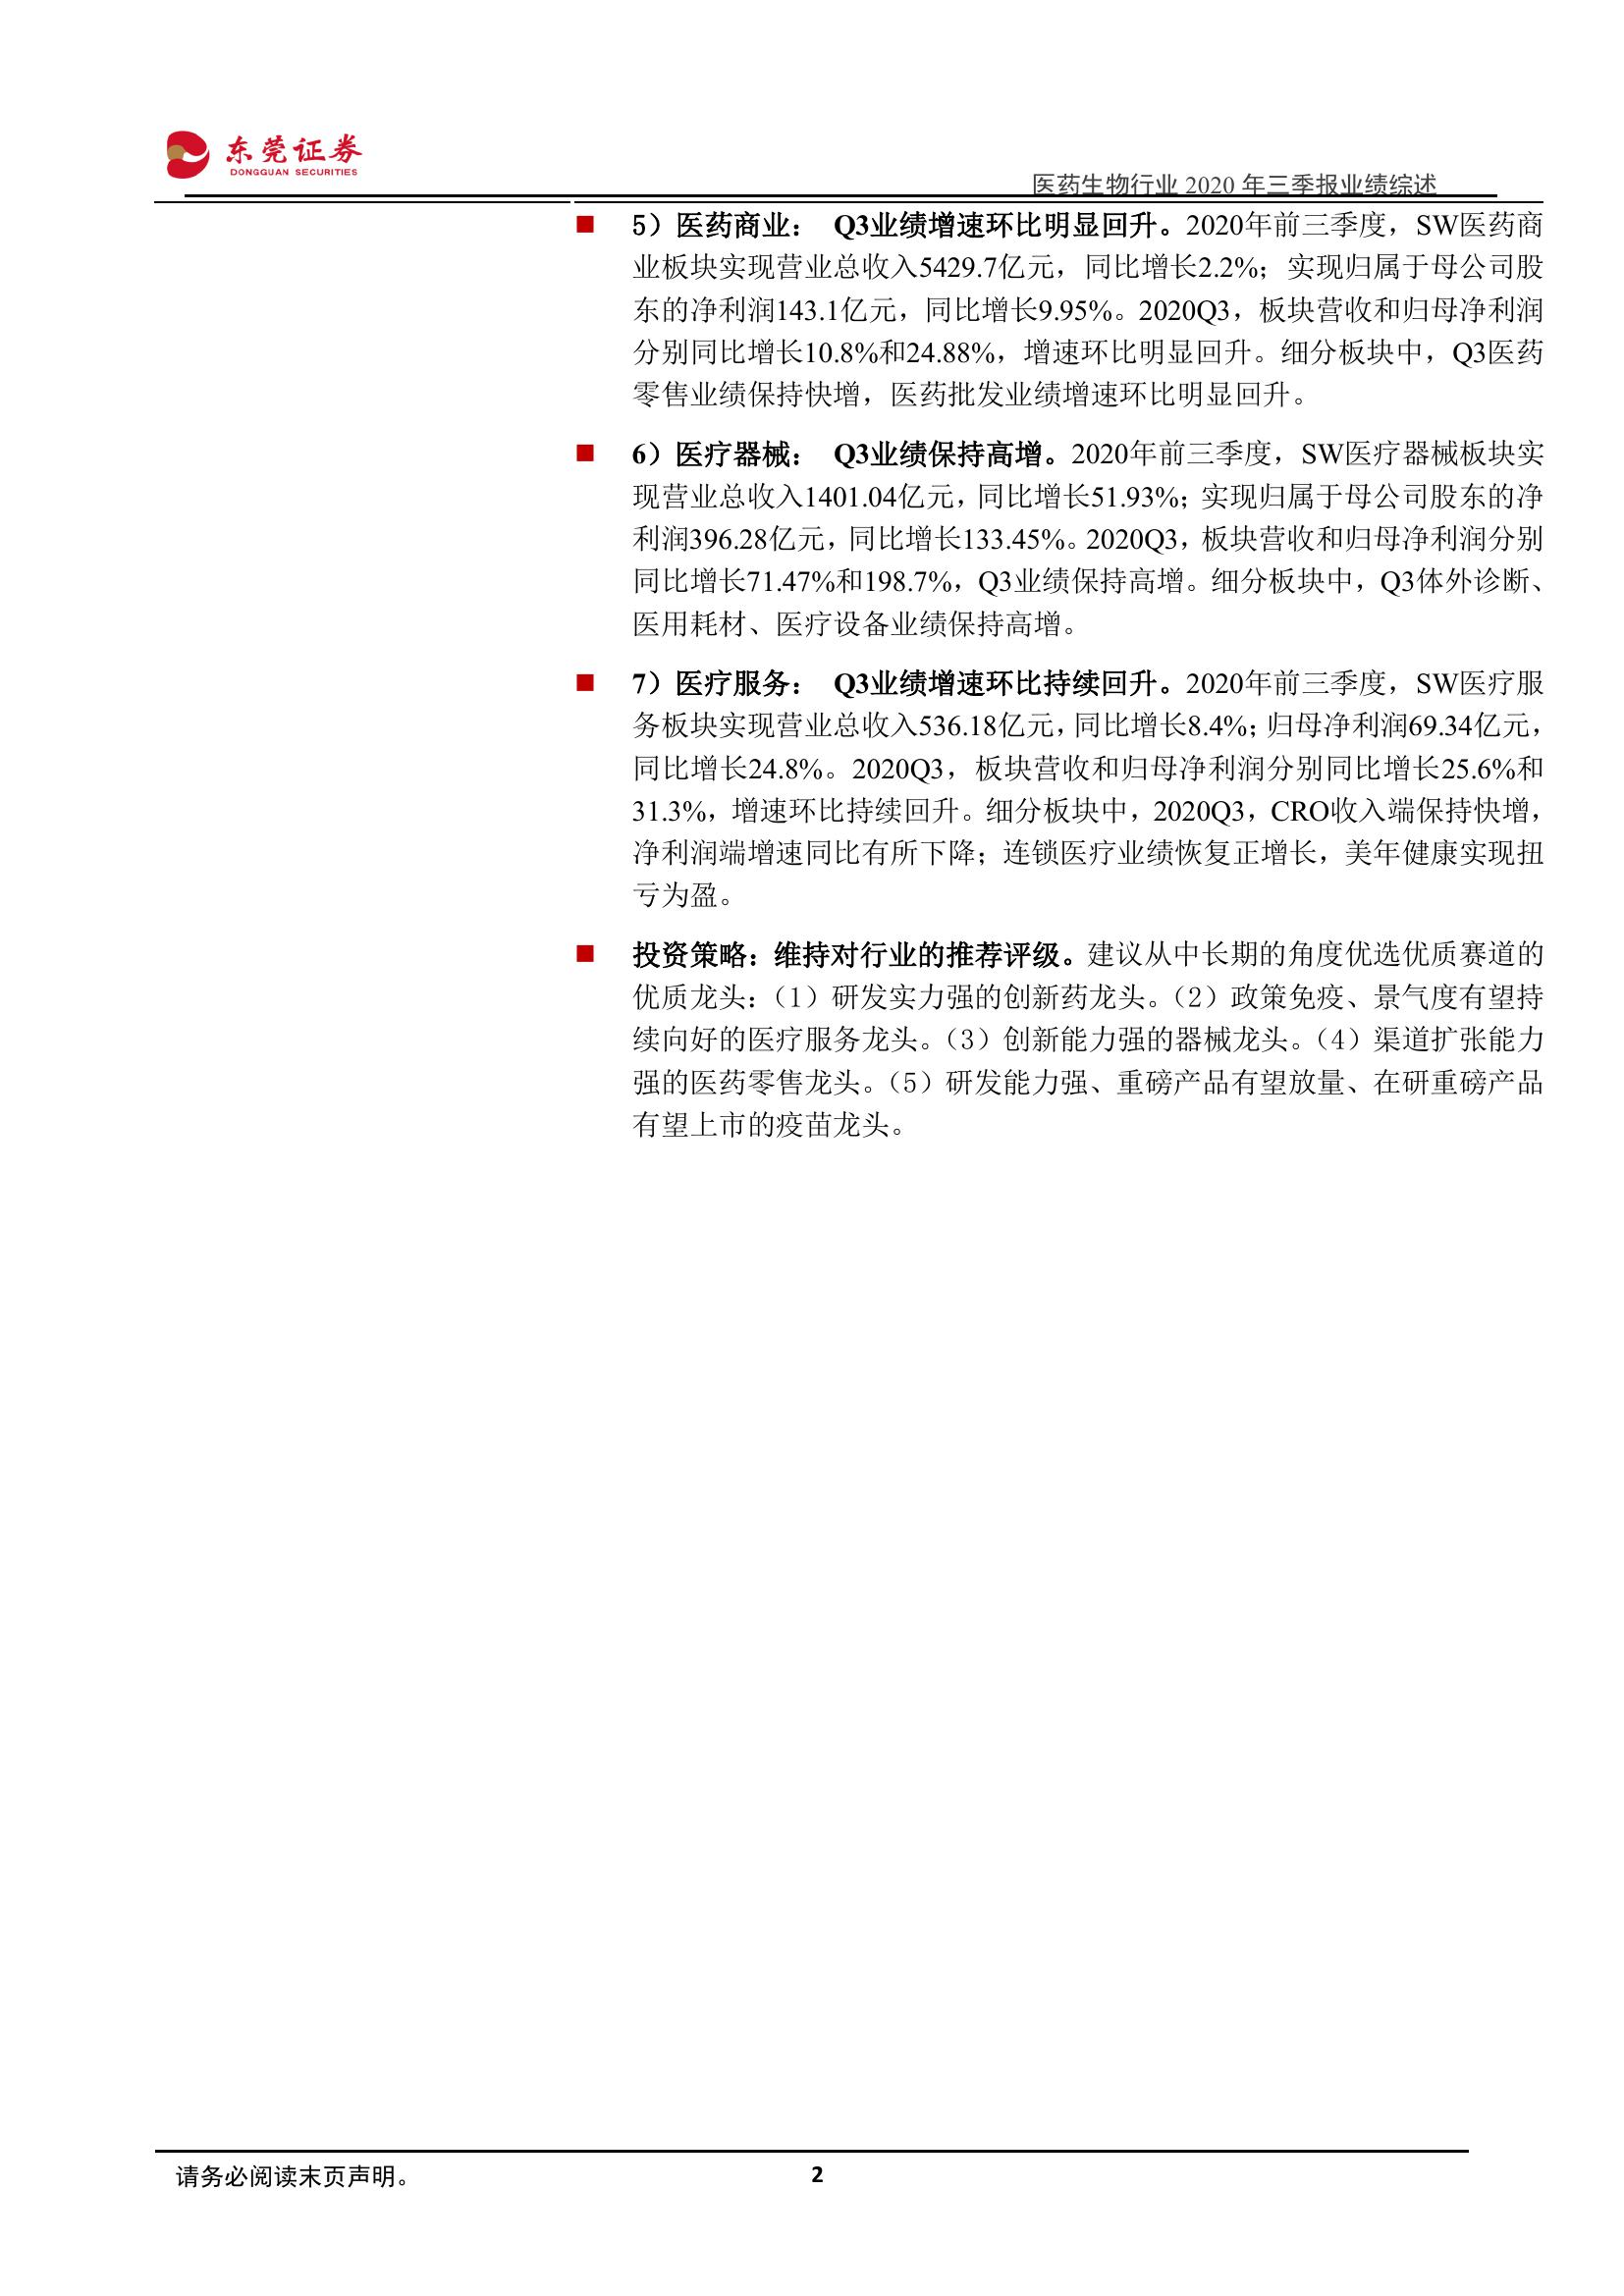 东莞证券
DONGGUAN SECURITIES
医药生物行业 2020 年三季报业绩综述
5）医药商业： Q3业绩增速环比明显回升。2020年前三季度，SW医药商
业板块实现营业总收入5429.7亿元，同比增长2.2%；实现归属于母公司股
东的净利润143.1亿元，同比增长9.95%。2020Q3，板块营收和归母净利润
分别同比增长10.8%和24.88%，增速环比明显回升。细分板块中，Q3医药
零售业绩保持快增，医药批发业绩增速环比明显回升。
6）医疗器械： Q3业绩保持高增。2020年前三季度，SW医疗器械板块实
现营业总收入1401.04亿元，同比增长51.93%；实现归属于母公司股东的净
利润396.28亿元，同比增长133.45%。2020Q3，板块营收和归母净利润分别
同比增长71.47%和198.7%，Q3业绩保持高增。细分板块中，Q3体外诊断、
医用耗材、医疗设备业绩保持高增。
7）医疗服务： Q3业绩增速环比持续回升。2020年前三季度，SW医疗服
务板块实现营业总收入536.18亿元，同比增长8.4%；归母净利润69.34亿元，
同比增长24.8%。2020Q3，板块营收和归母净利润分别同比增长25.6%和
31.3%，增速环比持续回升。细分板块中，2020Q3，CRO收入端保持快增，
净利润端增速同比有所下降；连锁医疗业绩恢复正增长，美年健康实现扭
亏为盈。
投资策略：维持对行业的推荐评级。建议从中长期的角度优选优质赛道的
优质龙头：（1）研发实力强的创新药龙头。（2）政策免疫、景气度有望持
续向好的医疗服务龙头。（3）创新能力强的器械龙头。（4）渠道扩张能力
强的医药零售龙头。（5）研发能力强、重磅产品有望放量、在研重磅产品
有望上市的疫苗龙头。
请务必阅读末页声明。
2